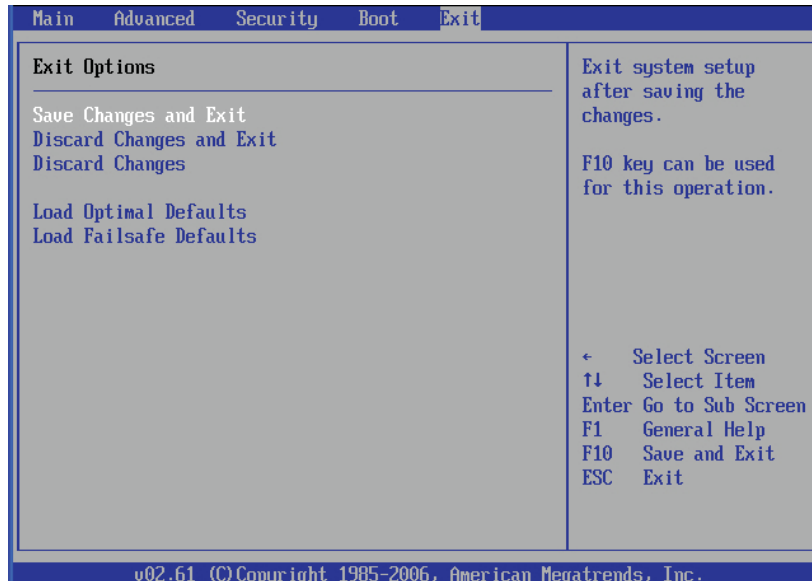 Main Advanced Security Boot Exit
Exit Options
Save Changes and Exit
Discard Changes and Exit
Discard Changes
Load Optimal Defaults
Load Failsafe Defaults
Exit system setup
after saving the
changes.
F10 key can be used
for this operation.
← Select Screen
↑↓ Select Item
Enter Go to Sub Screen
F1 General Help
F10 Save and Exit
ESC Exit
v02.61 (C)Copyright 1985-2006, American Megatrends, Inc.